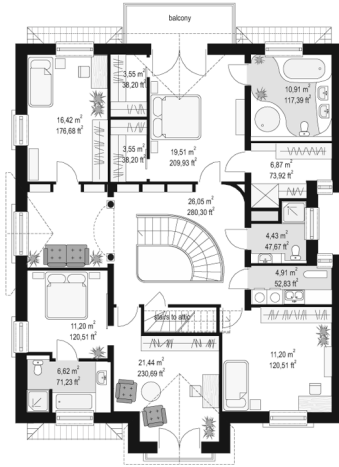 balcony
3,55 m²
38,20 ft²
10,91 m²
117,39 ft²
16,42 m²
176,68 ft²
19,51 m²
209,93 ft²
3,55 m²
38,20 ft²
6,87 m²
73,92 ft²
26,05 m²
280,30 ft²
4,43 m²
47,67 ft²
4,91 m²
52,83 ft²
11,20 m²
120,51 ft²
stairs to attic
21,44 m²
230,69 ft²
11,20 m²
120,51 ft²
6,62 m²
71,23 ft²